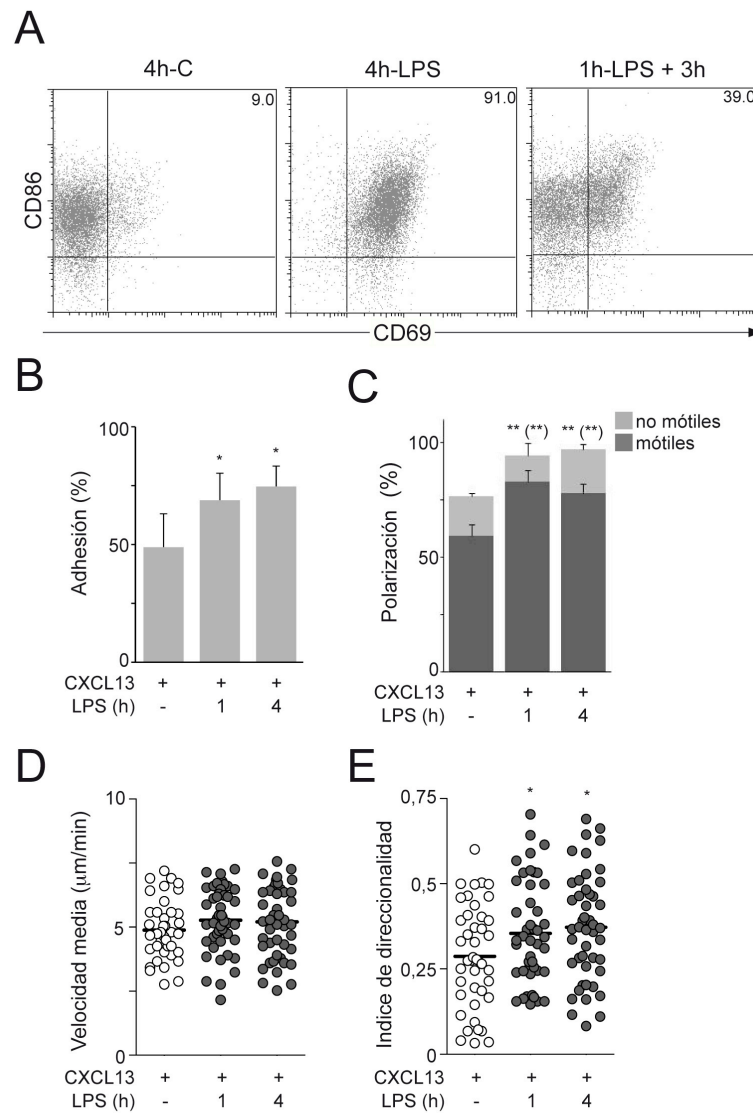 A
4h-C 4h-LPS 1h-LPS + 3h
9.0 91.0 39.0
CD86
CD69
B
100
50
0
Adhesión (%)
* *
CXCL13 + + +
LPS (h) - 1 4
C
no mótiles
mótiles
** (**) ** (**)
100
50
0
Polarización (%)
CXCL13 + + +
LPS (h) - 1 4
D
10
5
0
Velocidad media (µm/min)
CXCL13 + + +
LPS (h) - 1 4
E
* *
0,75
0,5
0,25
0
Indice de direccionalidad
CXCL13 + + +
LPS (h) - 1 4